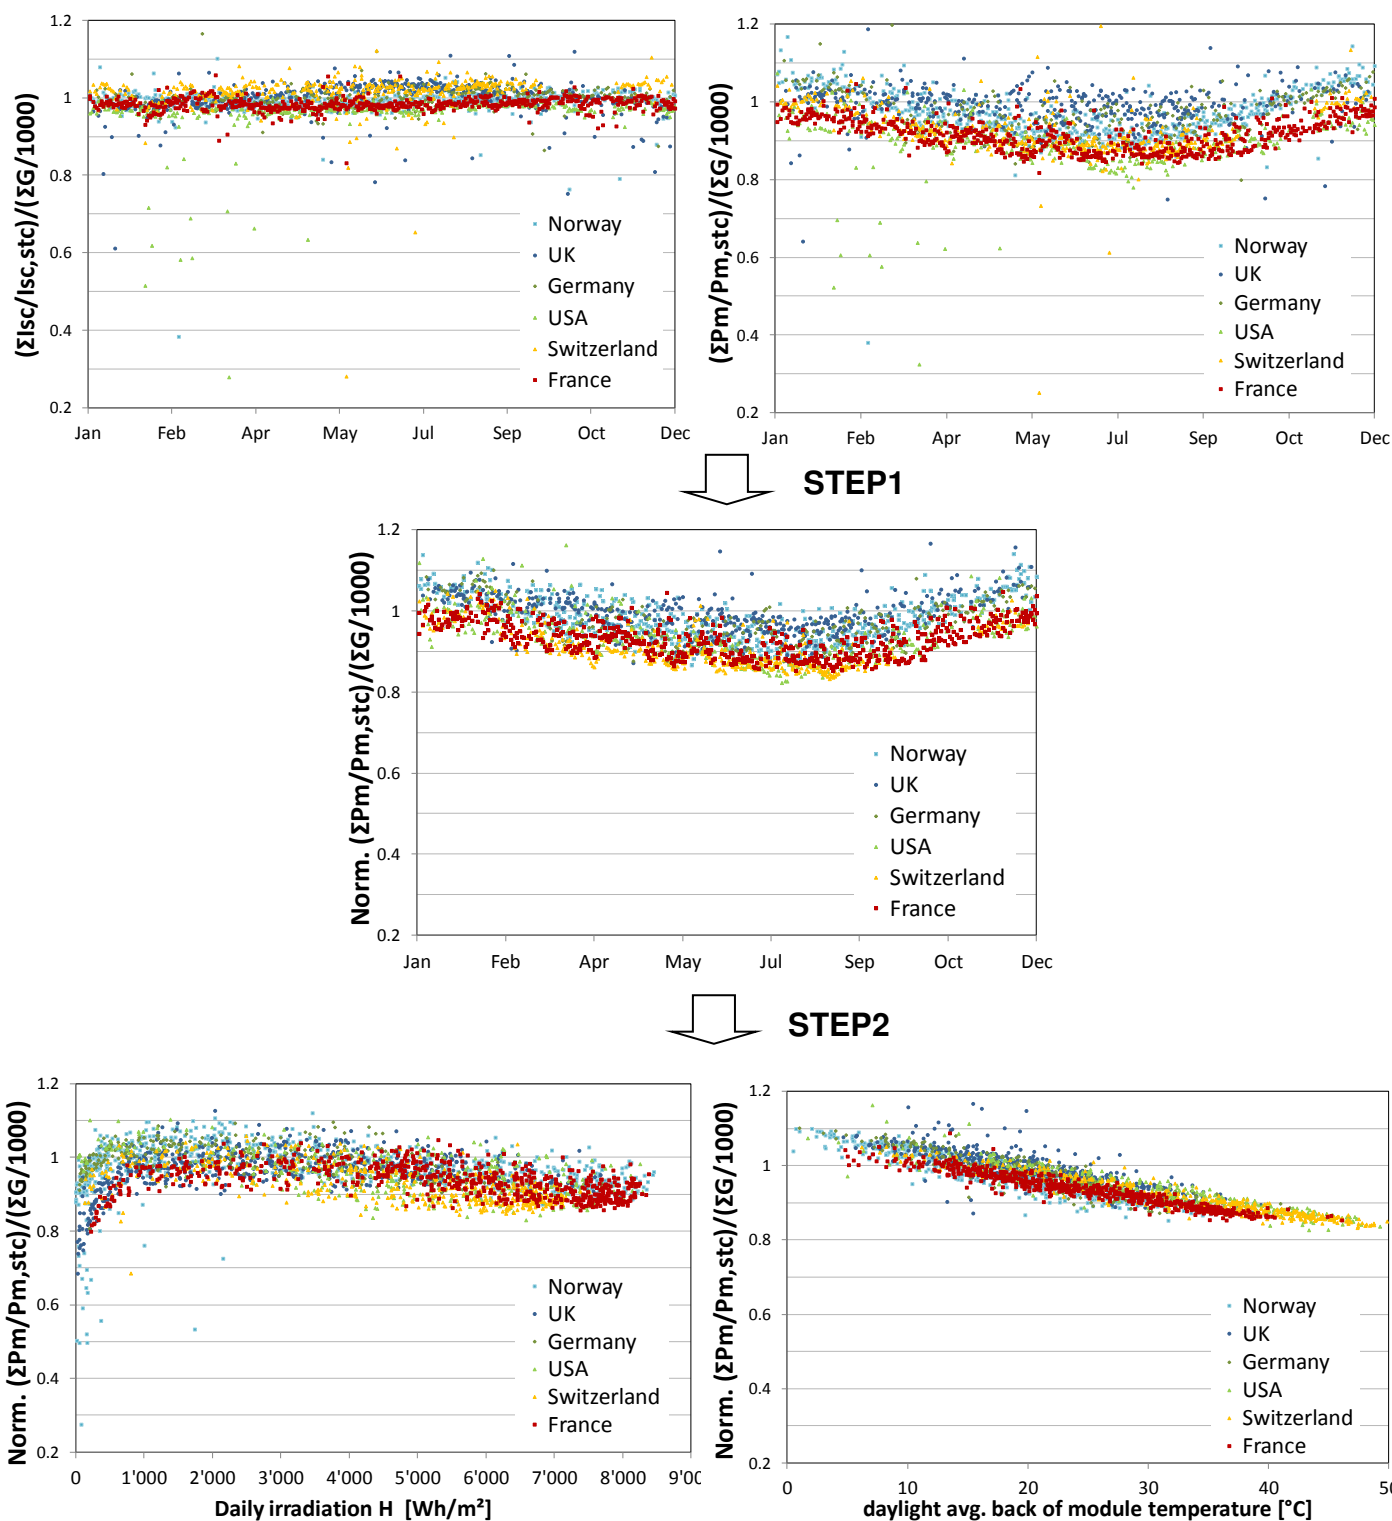 (ΣIsc/Isc,stc)/(ΣG/1000)
1.2
1
0.8
0.6
0.4
0.2
Jan Feb Apr May Jul Sep Oct Dec
Norway
UK
Germany
USA
Switzerland
France
(ΣPm/Pm,stc)/(ΣG/1000)
1.2
1
0.8
0.6
0.4
0.2
Jan Feb Apr May Jul Sep Oct Dec
Norway
UK
Germany
USA
Switzerland
France
STEP1
Norm. (ΣPm/Pm,stc)/(ΣG/1000)
1.2
1
0.8
0.6
0.4
0.2
Jan Feb Apr May Jul Sep Oct Dec
Norway
UK
Germany
USA
Switzerland
France
STEP2
Norm. (ΣPm/Pm,stc)/(ΣG/1000)
1.2
1
0.8
0.6
0.4
0.2
0 1'000 2'000 3'000 4'000 5'000 6'000 7'000 8'000 9'00
Daily irradiation H [Wh/m²]
Norway
UK
Germany
USA
Switzerland
France
Norm. (ΣPm/Pm,stc)/(ΣG/1000)
1.2
1
0.8
0.6
0.4
0.2
0 10 20 30 40 50
daylight avg. back of module temperature [°C]
Norway
UK
Germany
USA
Switzerland
France